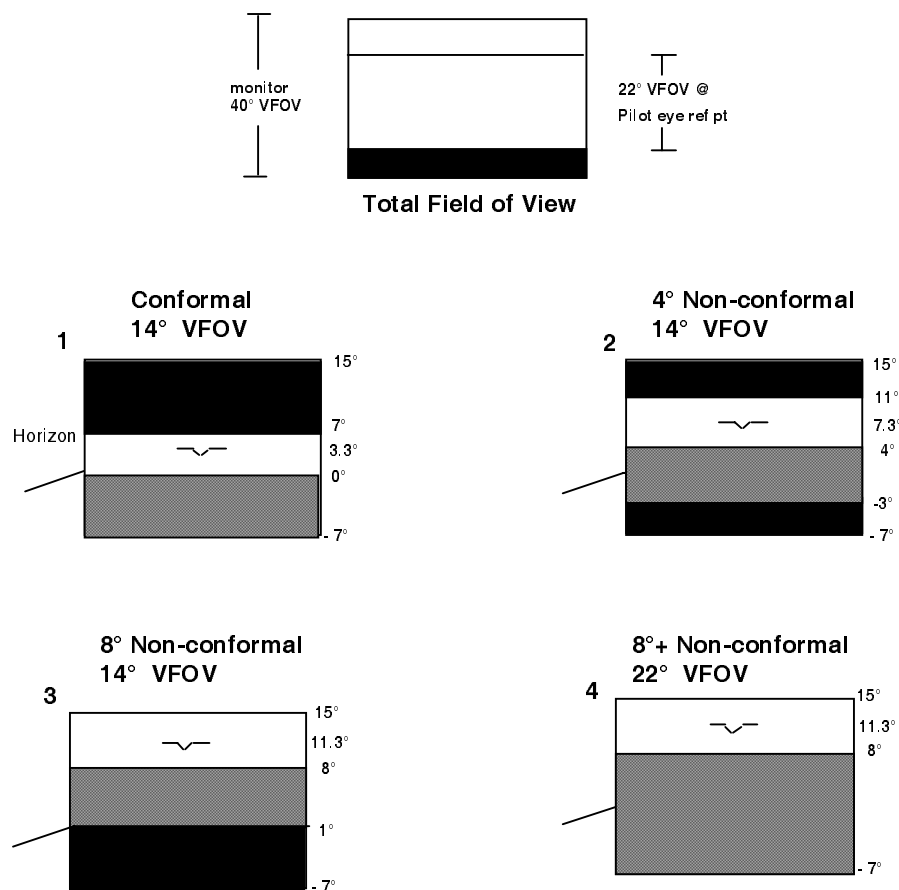 monitor
40° VFOV
22° VFOV @
Pilot eye ref pt
Total Field of View
Conformal
14° VFOV
1
15°
7°
Horizon
3.3°
0°
- 7°
4° Non-conformal
14° VFOV
2
15°
11°
7.3°
4°
-3°
- 7°
8° Non-conformal
14° VFOV
3
15°
11.3°
8°
1°
- 7°
8°+ Non-conformal
22° VFOV
4
15°
11.3°
8°
- 7°